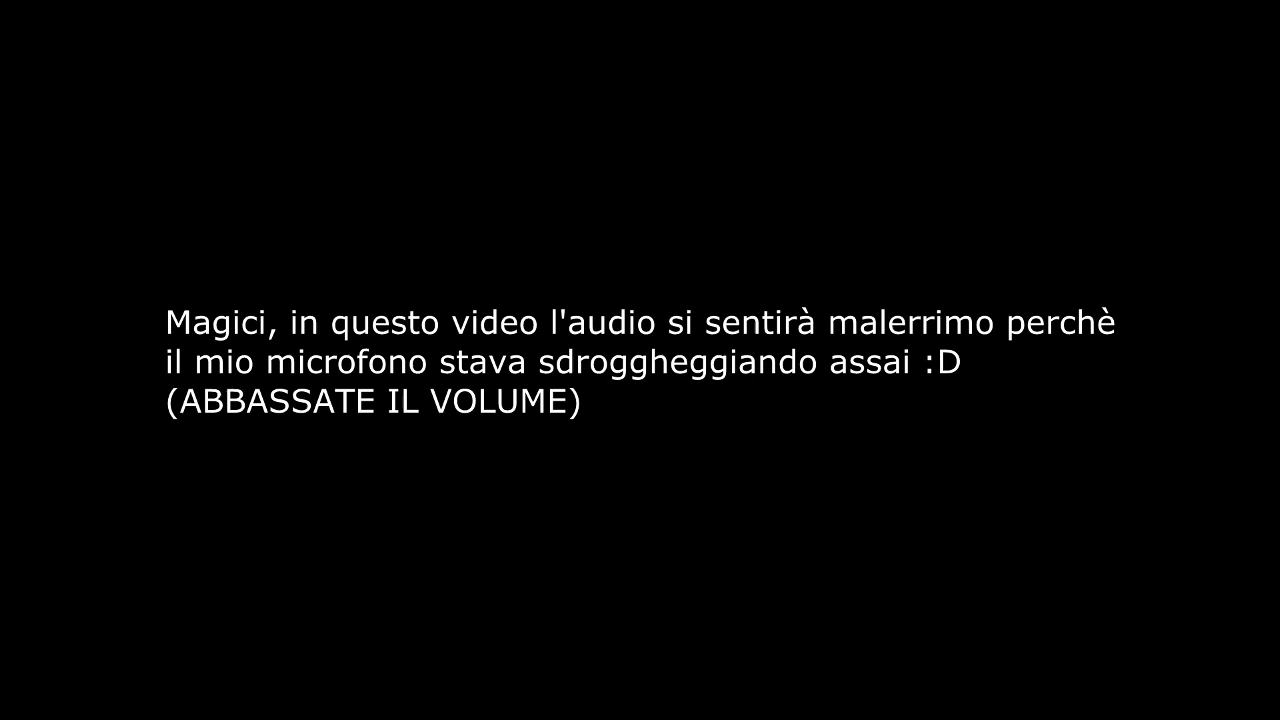 Magici, in questo video l'audio si sentirà malerrimo perchè
il mio microfono stava sdroggheggiando assai :D
(ABBASSATE IL VOLUME)